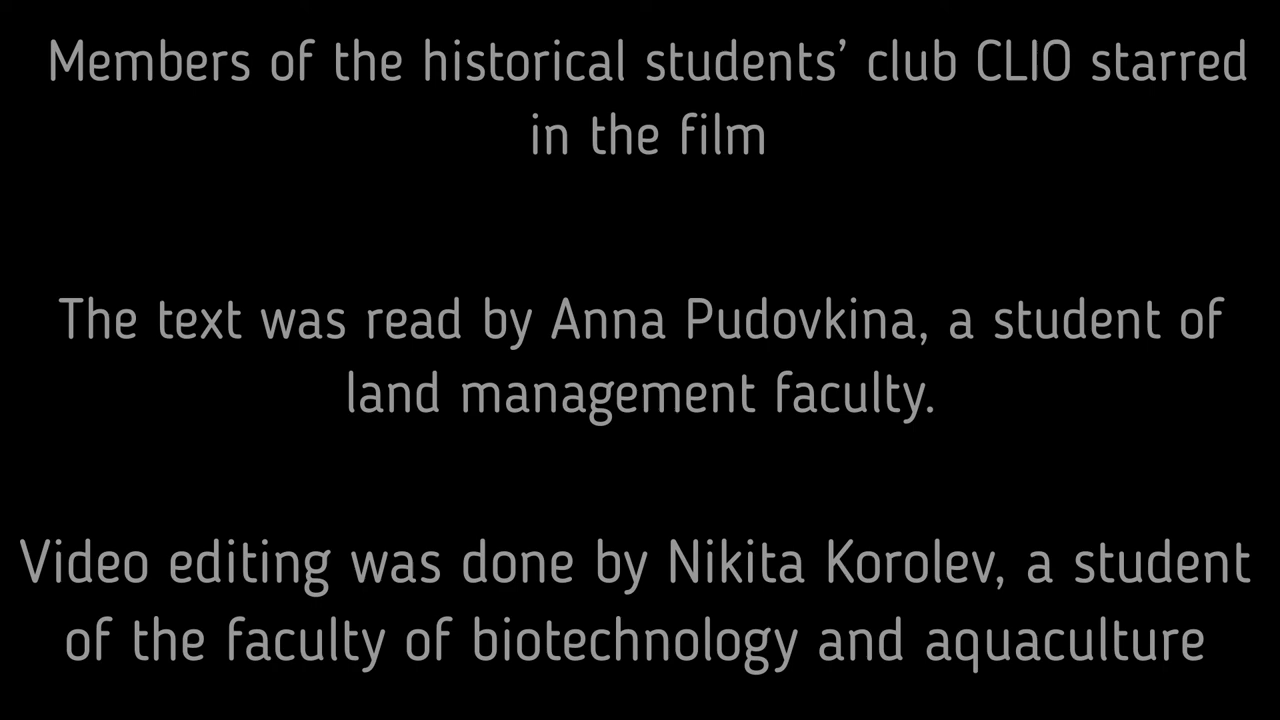 Members of the historical students’ club CLIO starred
in the film
The text was read by Anna Pudovkina, a student of
land management faculty.
Video editing was done by Nikita Korolev, a student
of the faculty of biotechnology and aquaculture